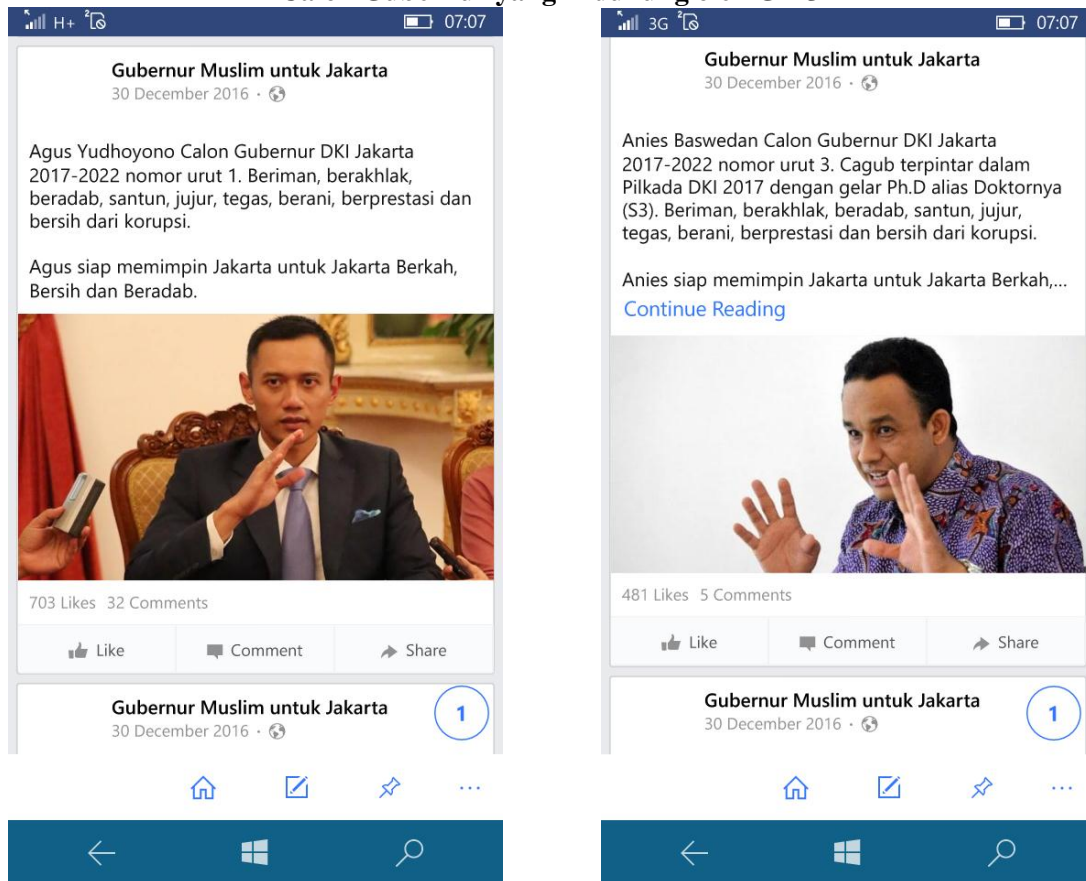 H+ 2 07:07
Gubernur Muslim untuk Jakarta
30 December 2016 ·
Agus Yudhoyono Calon Gubernur DKI Jakarta
2017-2022 nomor urut 1. Beriman, berakhlak,
beradab, santun, jujur, tegas, berani, berprestasi dan
bersih dari korupsi.
Agus siap memimpin Jakarta untuk Jakarta Berkah,
Bersih dan Beradab.
703 Likes 32 Comments
Like Comment Share
Gubernur Muslim untuk Jakarta
30 December 2016 ·
1
3G 2 07:07
Gubernur Muslim untuk Jakarta
30 December 2016 ·
Anies Baswedan Calon Gubernur DKI Jakarta
2017-2022 nomor urut 3. Cagub terpintar dalam
Pilkada DKI 2017 dengan gelar Ph.D alias Doktornya
(S3). Beriman, berakhlak, beradab, santun, jujur,
tegas, berani, berprestasi dan bersih dari korupsi.
Anies siap memimpin Jakarta untuk Jakarta Berkah,...
Continue Reading
481 Likes 5 Comments
Like Comment Share
Gubernur Muslim untuk Jakarta
30 December 2016 ·
1